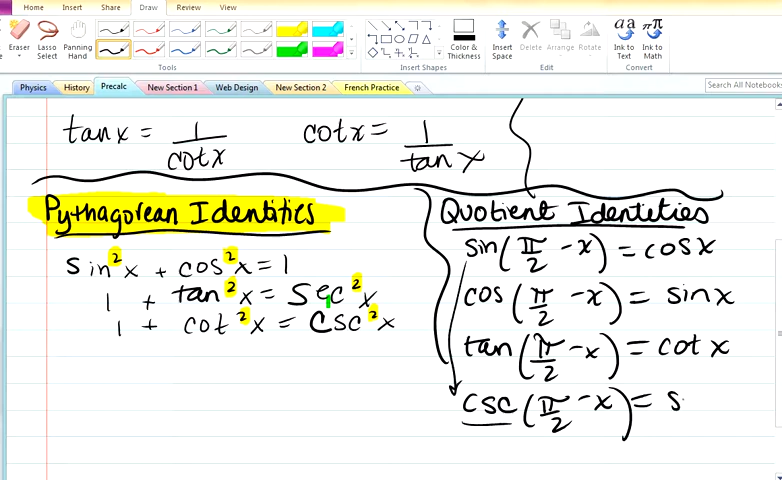 Home Insert Share Draw Review View
Eraser Lasso Select Panning Hand
Color & Thickness
Insert Space Delete Arrange Rotate
Ink to Text Ink to Math
Tools Insert Shapes Edit Convert
Physics History Precalc New Section 1 Web Design New Section 2 French Practice
Search All Notebooks
tan x = 1/cot x cot x = 1/tan x
Pythagorean Identities
sin²x + cos²x = 1
1 + tan²x = sec²x
1 + cot²x = csc²x
Quotient Identities
sin(π/2 - x) = cos x
cos(π/2 - x) = sin x
tan(π/2 - x) = cot x
csc(π/2 - x) = s